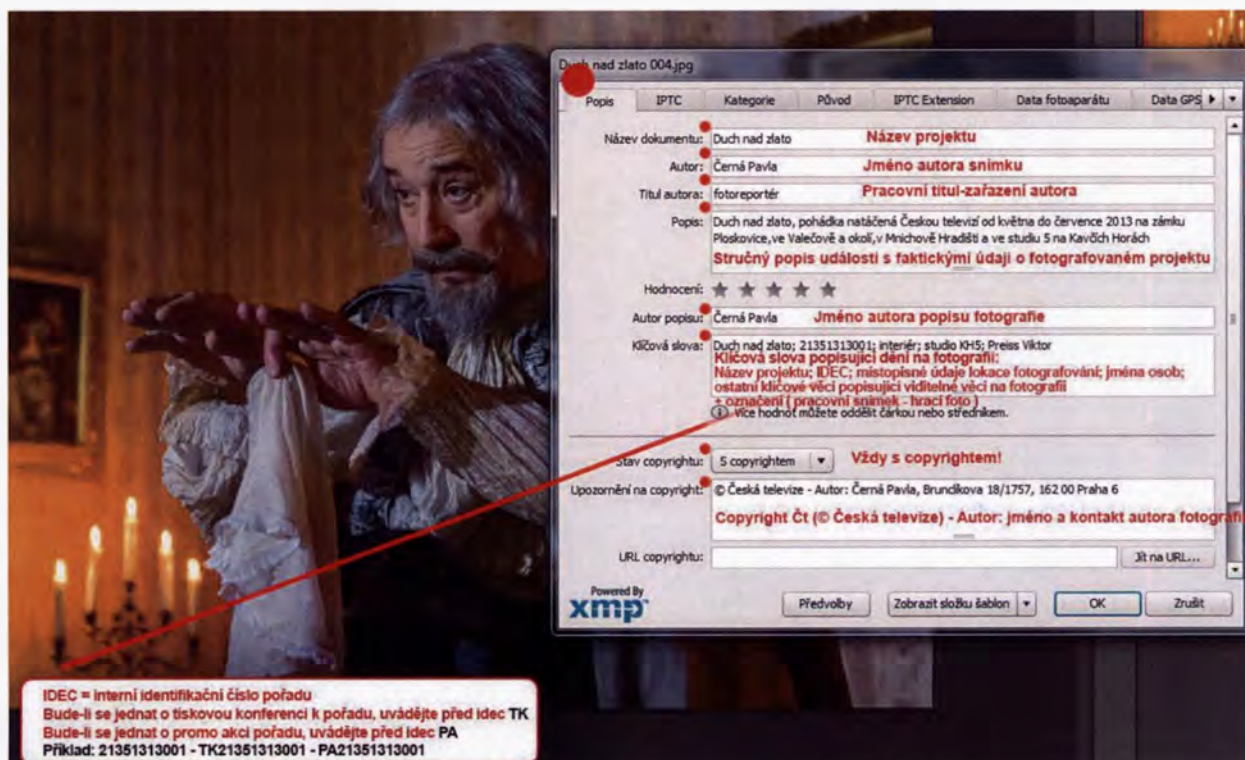 Duch nad zlato 004.jpg
Popis IPTC Kategorie Původ IPTC Extension Data fotoaparátu Data GPS
Název dokumentu: Duch nad zlato Název projektu
Autor: Černá Pavla Jméno autora snímku
Titul autora: fotoreportér Pracovní titul-zařazení autora
Popis: Duch nad zlato, pohádka natáčená Českou televizí od května do července 2013 na zámku
Ploskovice,ve Valečově a okolí,v Mnichově Hradišti a ve studiu 5 na Kavčích Horách
Stručný popis události s faktickými údaji o fotografovaném projektu
Hodnocení:
Autor popisu: Černá Pavla Jméno autora popisu fotografie
Klíčová slova: Duch nad zlato; 21351313001; interiér; studio KH5; Preiss Viktor
Klíčová slova popisující dění na fotografii:
Název projektu; IDEC; místopisné údaje lokace fotografování; jména osob;
ostatní klíčové věci popisující viditelné věci na fotografii
+ označení ( pracovní snímek - hrací foto )
Více hodnot můžete oddělit čárkou nebo středníkem.
Stav copyrightu: S copyrightem Vždy s copyrightem!
Upozornění na copyright: © Česká televize - Autor: Černá Pavla, Brunclíkova 18/1757, 162 00 Praha 6
Copyright Čt (© Česká televize) - Autor: jméno a kontakt autora fotografi
URL copyrightu: Jít na URL...
Powered By
xmp Předvolby Zobrazit složku šablon OK Zrušit
IDEC = interní identifikační číslo pořadu
Bude-li se jednat o tiskovou konferenci k pořadu, uvádějte před idec TK
Bude-li se jednat o promo akci pořadu, uvádějte před idec PA
Příklad: 21351313001 - TK21351313001 - PA21351313001